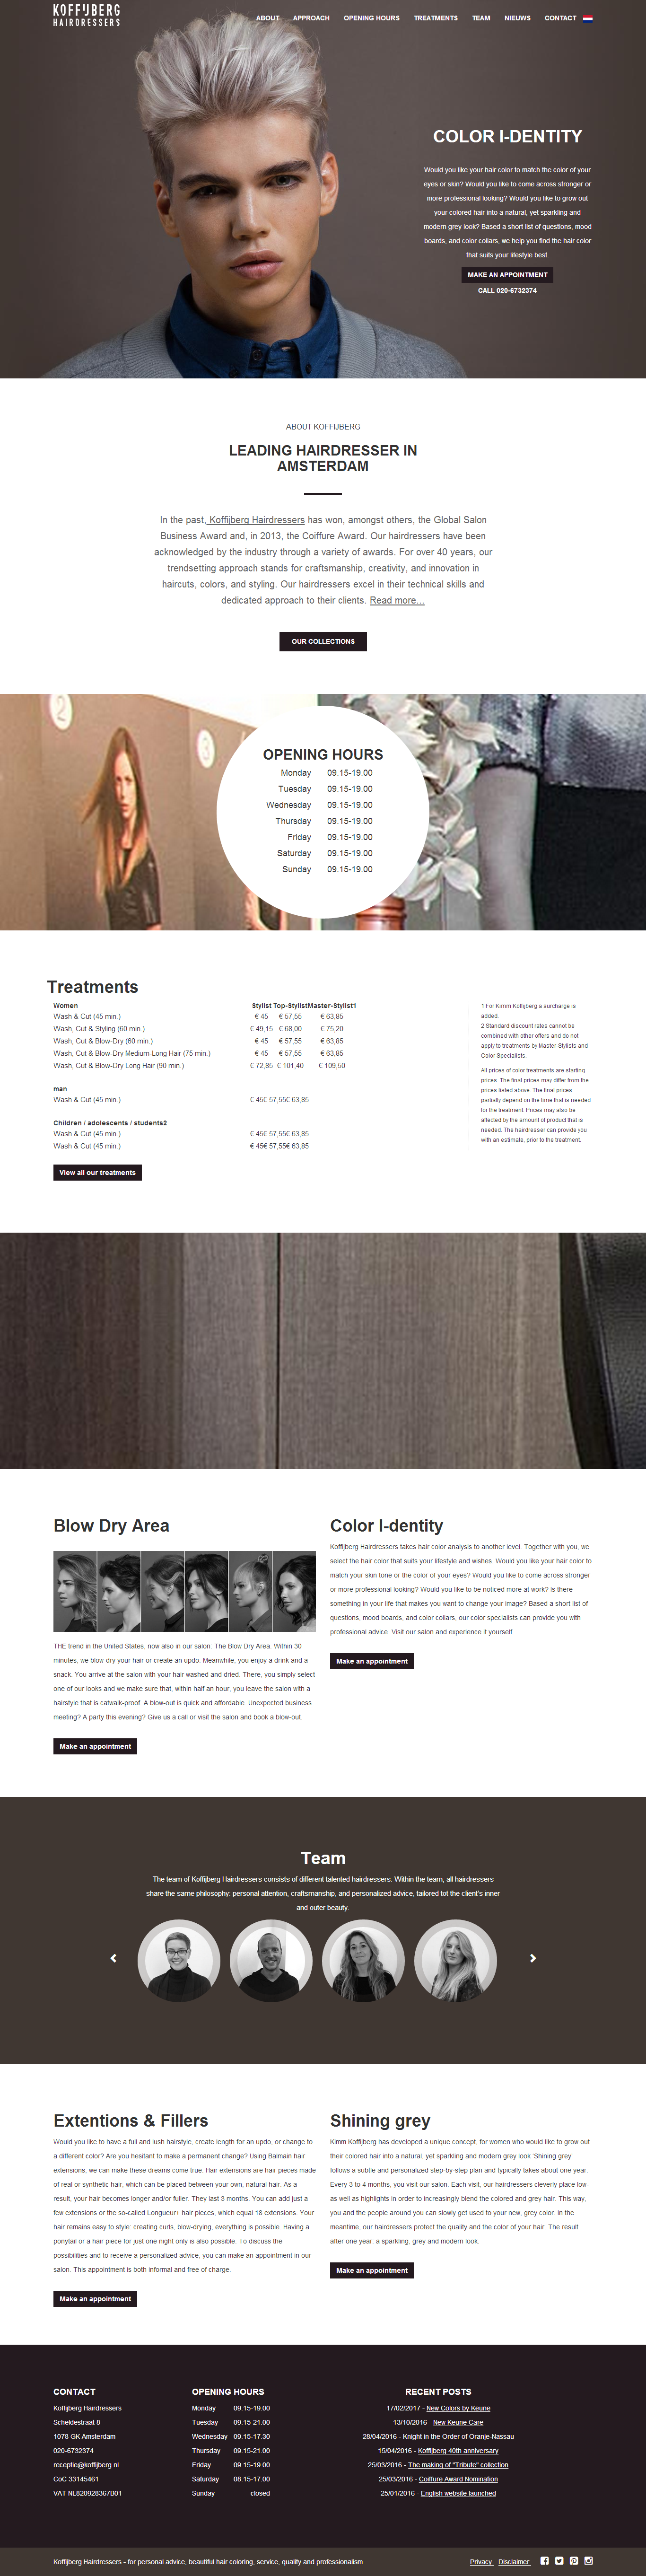 KOFFIJBERG
HAIRDRESSERS
ABOUT APPROACH OPENING HOURS TREATMENTS TEAM NIEUWS CONTACT
COLOR I-DENTITY
Would you like your hair color to match the color of your
eyes or skin? Would you like to come across stronger or
more professional looking? Would you like to grow out
your colored hair into a natural, yet sparkling and
modern grey look? Based a short list of questions, mood
boards, and color collars, we help you find the hair color
that suits your lifestyle best.
MAKE AN APPOINTMENT
CALL 020-6732374
ABOUT KOFFIJBERG
LEADING HAIRDRESSER IN
AMSTERDAM
In the past, Koffijberg Hairdressers has won, amongst others, the Global Salon
Business Award and, in 2013, the Coiffure Award. Our hairdressers have been
acknowledged by the industry through a variety of awards. For over 40 years, our
trendsetting approach stands for craftsmanship, creativity, and innovation in
haircuts, colors, and styling. Our hairdressers excel in their technical skills and
dedicated approach to their clients. Read more...
OUR COLLECTIONS
2
3
OPENING HOURS
Monday 09.15-19.00
Tuesday 09.15-19.00
Wednesday 09.15-19.00
Thursday 09.15-19.00
Friday 09.15-19.00
Saturday 09.15-19.00
Sunday 09.15-19.00
Treatments
Women Stylist Top-StylistMaster-Stylist1
Wash & Cut (45 min.) € 45 € 57,55 € 63,85
Wash, Cut & Styling (60 min.) € 49,15 € 68,00 € 75,20
Wash, Cut & Blow-Dry (60 min.) € 45 € 57,55 € 63,85
Wash, Cut & Blow-Dry Medium-Long Hair (75 min.) € 45 € 57,55 € 63,85
Wash, Cut & Blow-Dry Long Hair (90 min.) € 72,85 € 101,40 € 109,50
man
Wash & Cut (45 min.) € 45€ 57,55€ 63,85
Children / adolescents / students2
Wash & Cut (45 min.) € 45€ 57,55€ 63,85
Wash & Cut (45 min.) € 45€ 57,55€ 63,85
View all our treatments
1 For Kimm Koffijberg a surcharge is
added.
2 Standard discount rates cannot be
combined with other offers and do not
apply to treatments by Master-Stylists and
Color Specialists.
All prices of color treatments are starting
prices. The final prices may differ from the
prices listed above. The final prices
partially depend on the time that is needed
for the treatment. Prices may also be
affected by the amount of product that is
needed. The hairdresser can provide you
with an estimate, prior to the treatment.
Blow Dry Area
THE trend in the United States, now also in our salon: The Blow Dry Area. Within 30
minutes, we blow-dry your hair or create an updo. Meanwhile, you enjoy a drink and a
snack. You arrive at the salon with your hair washed and dried. There, you simply select
one of our looks and we make sure that, within half an hour, you leave the salon with a
hairstyle that is catwalk-proof. A blow-out is quick and affordable. Unexpected business
meeting? A party this evening? Give us a call or visit the salon and book a blow-out.
Make an appointment
Color I-dentity
Koffijberg Hairdressers takes hair color analysis to another level. Together with you, we
select the hair color that suits your lifestyle and wishes. Would you like your hair color to
match your skin tone or the color of your eyes? Would you like to come across stronger
or more professional looking? Would you like to be noticed more at work? Is there
something in your life that makes you want to change your image? Based a short list of
questions, mood boards, and color collars, our color specialists can provide you with
professional advice. Visit our salon and experience it yourself.
Make an appointment
Team
The team of Koffijberg Hairdressers consists of different talented hairdressers. Within the team, all hairdressers
share the same philosophy: personal attention, craftsmanship, and personalized advice, tailored tot the client's inner
and outer beauty.
Extentions & Fillers
Would you like to have a full and lush hairstyle, create length for an updo, or change to
a different color? Are you hesitant to make a permanent change? Using Balmain hair
extensions, we can make these dreams come true. Hair extensions are hair pieces made
of real or synthetic hair, which can be placed between your own, natural hair. As a
result, your hair becomes longer and/or fuller. They last 3 months. You can add just a
few extensions or the so-called Longueur+ hair pieces, which equal 18 extensions. Your
hair remains easy to style: creating curls, blow-drying, everything is possible. Having a
ponytail or a hair piece for just one night only is also possible. To discuss the
possibilities and to receive a personalized advice, you can make an appointment in our
salon. This appointment is both informal and free of charge.
Make an appointment
Shining grey
Kimm Koffijberg has developed a unique concept, for women who would like to grow out
their colored hair into a natural, yet sparkling and modern grey look 'Shining grey'
follows a subtle and personalized step-by-step plan and typically takes about one year.
Every 3 to 4 months, you visit our salon. Each visit, our hairdressers cleverly place low-
as well as highlights in order to increasingly blend the colored and grey hair. This way,
you and the people around you can slowly get used to your new, grey color. In the
meantime, our hairdressers protect the quality and the color of your hair. The result
after one year: a sparkling, grey and modern look.
Make an appointment
CONTACT
Koffijberg Hairdressers
Scheldestraat 8
1078 GK Amsterdam
020-6732374
receptie@koffijberg.nl
CoC 33145461
VAT NL820928367B01
OPENING HOURS
Monday 09.15-19.00
Tuesday 09.15-21.00
Wednesday 09.15-17.30
Thursday 09.15-21.00
Friday 09.15-19.00
Saturday 08.15-17.00
Sunday closed
RECENT POSTS
17/02/2017 - New Colors by Keune
13/10/2016 - New Keune Care
28/04/2016 - Knight in the Order of Oranje-Nassau
15/04/2016 - Koffijberg 40th anniversary
25/03/2016 - The making of "Tribute" collection
25/03/2016 - Coiffure Award Nomination
25/01/2016 - English website launched
Koffijberg Hairdressers - for personal advice, beautiful hair coloring, service, quality and professionalism
Privacy Disclaimer